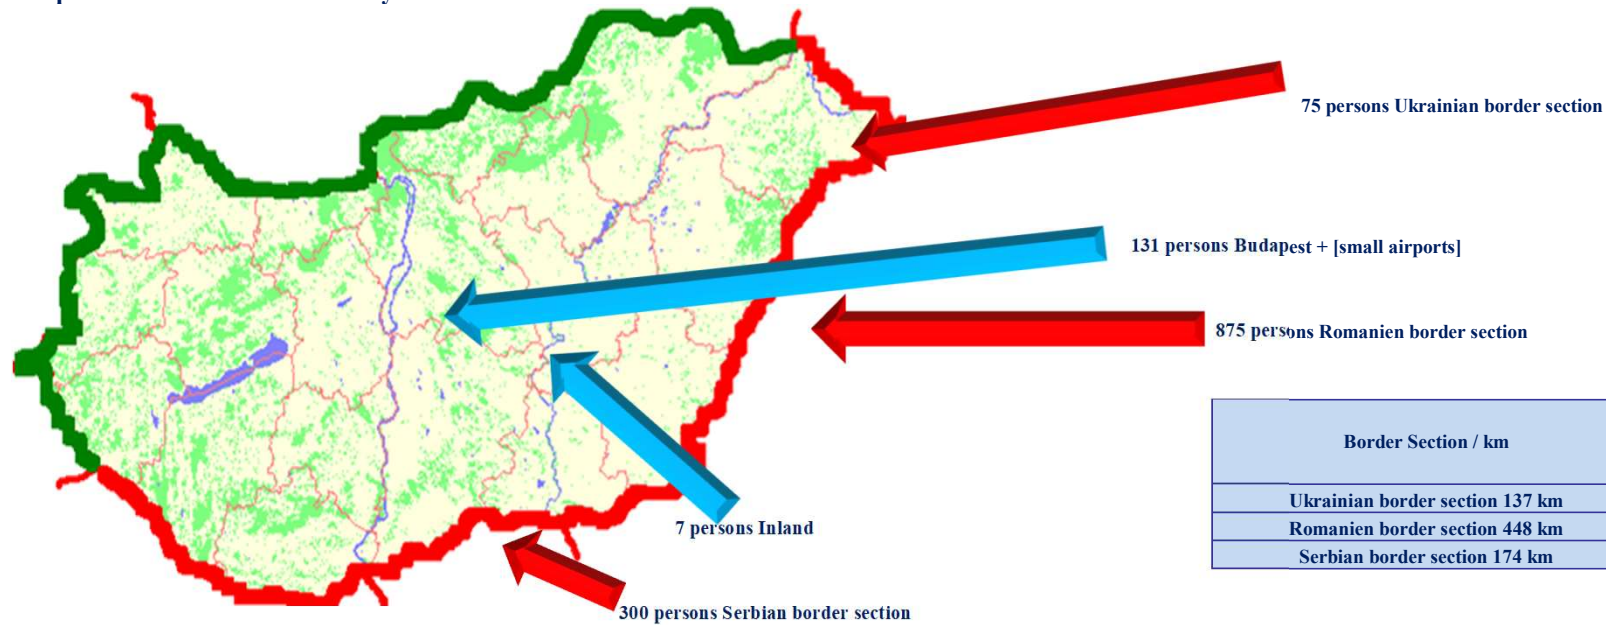 75 persons Ukrainian border section
131 persons Budapest + [small airports]
875 persons Romanien border section
Border Section / km
Ukrainian border section 137 km
Romanien border section 448 km
Serbian border section 174 km
7 persons Inland
300 persons Serbian border section